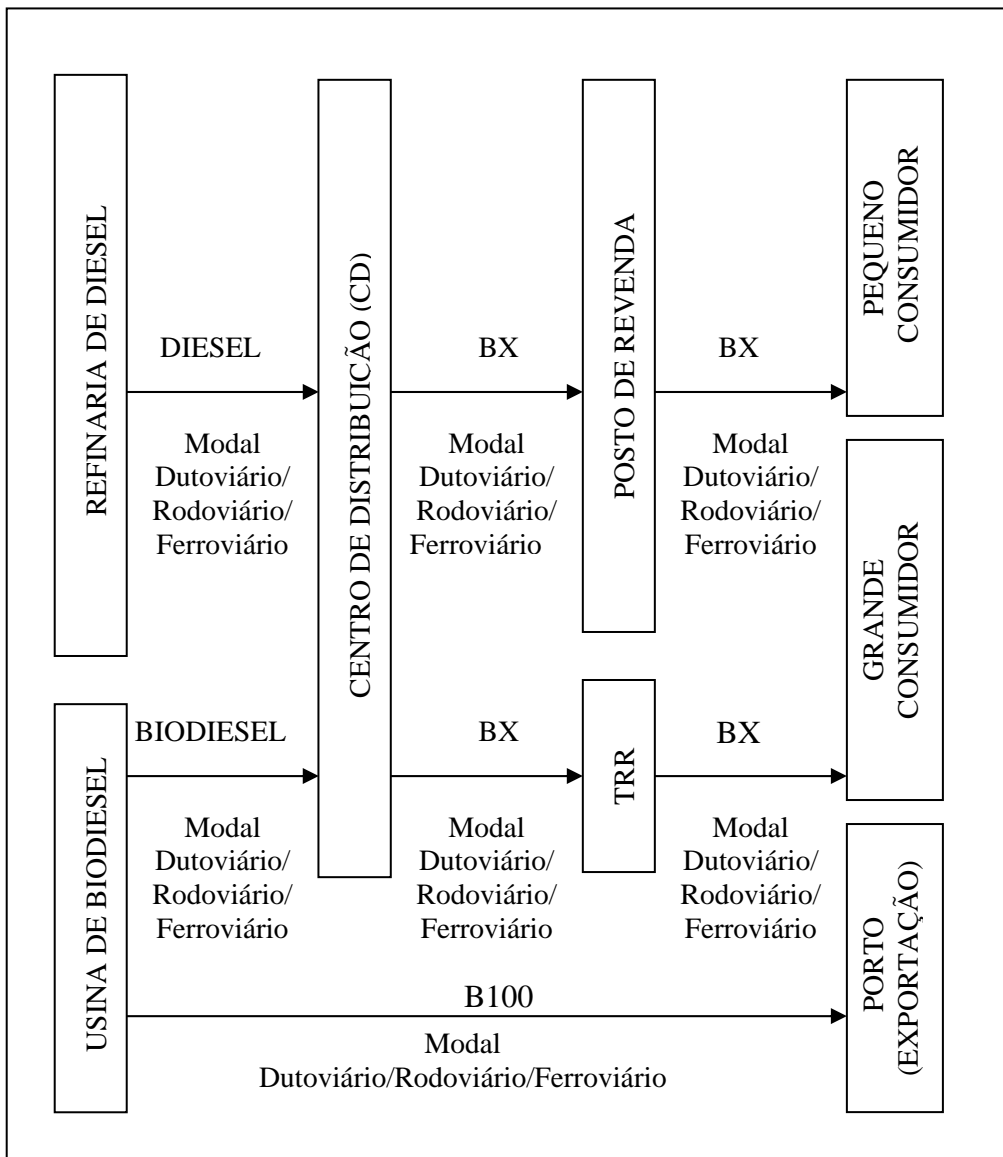 REFINARIA DE DIESEL
DIESEL
Modal
Dutoviário/
Rodoviário/
Ferroviário
CENTRO DE DISTRIBUIÇÃO (CD)
BX
Modal
Dutoviário/
Rodoviário/
Ferroviário
POSTO DE REVENDA
BX
Modal
Dutoviário/
Rodoviário/
Ferroviário
PEQUENO
CONSUMIDOR
USINA DE BIODIESEL
BIODIESEL
Modal
Dutoviário/
Rodoviário/
Ferroviário
BX
Modal
Dutoviário/
Rodoviário/
Ferroviário
TRR
BX
Modal
Dutoviário/
Rodoviário/
Ferroviário
GRANDE
CONSUMIDOR
B100
Modal
Dutoviário/Rodoviário/Ferroviário
PORTO
(EXPORTAÇÃO)